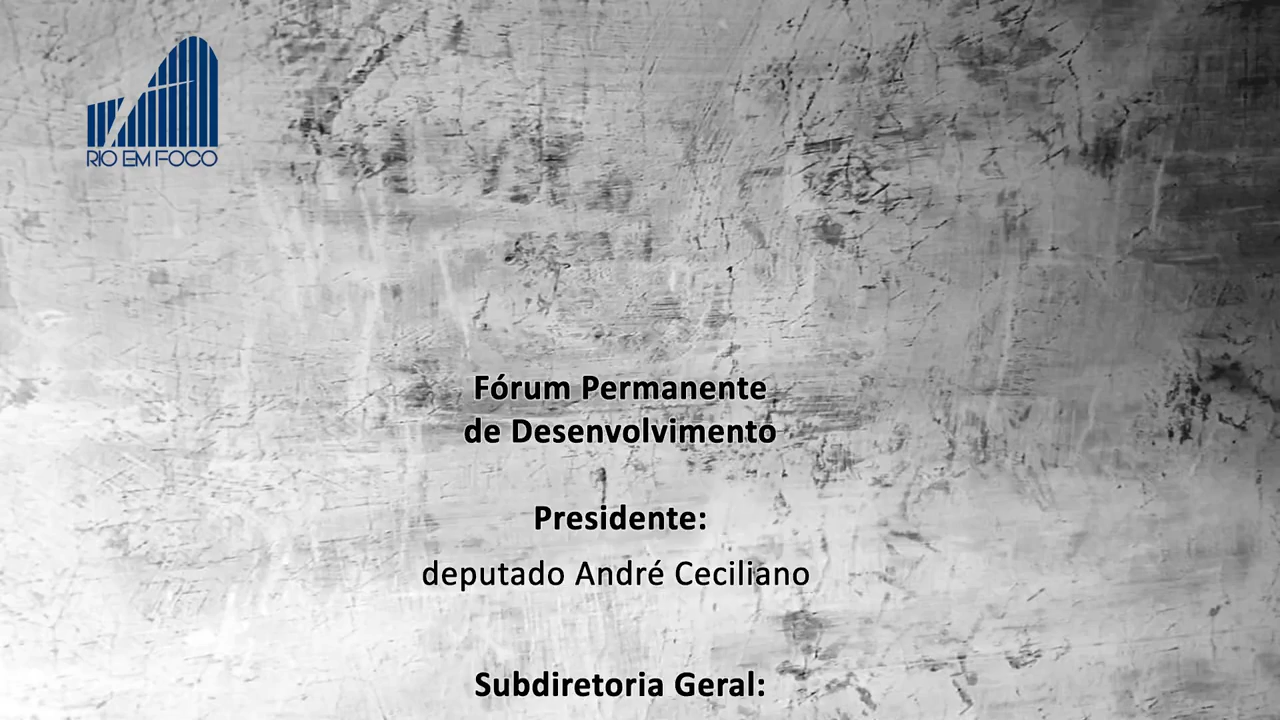 RIO EM FOCO
Fórum Permanente
de Desenvolvimento
Presidente:
deputado André Ceciliano
Subdiretoria Geral: